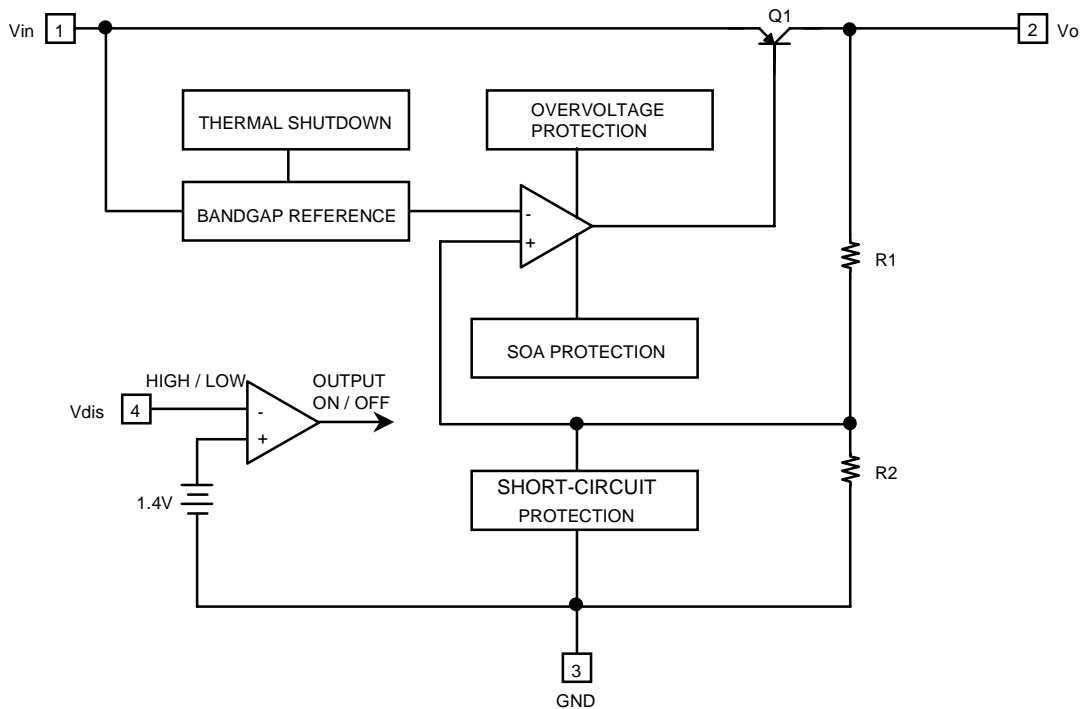 Q1
Vin 1
2 Vo
THERMAL SHUTDOWN
OVERVOLTAGE
PROTECTION
BANDGAP REFERENCE
-
+
R1
SOA PROTECTION
HIGH / LOW
OUTPUT
ON / OFF
Vdis 4
-
+
1.4V
SHORT-CIRCUIT
PROTECTION
R2
3
GND